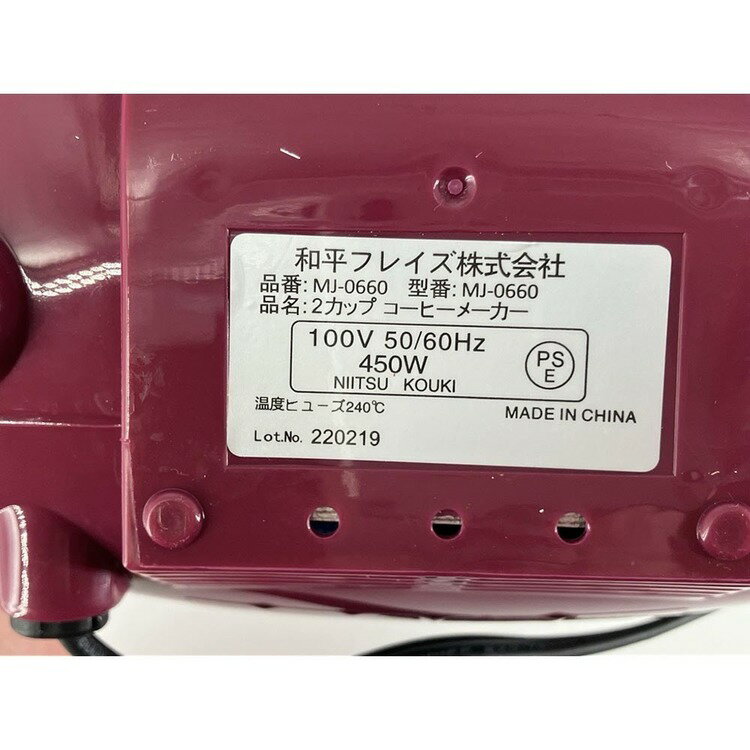 和平フレイズ株式会社
品番: MJ-0660 型番: MJ-0660
品名: 2カップ コーヒーメーカー
100V 50/60Hz
450W
NIITSU KOUKI
PS
E
温度ヒューズ240℃
MADE IN CHINA
Lot.No. 220219